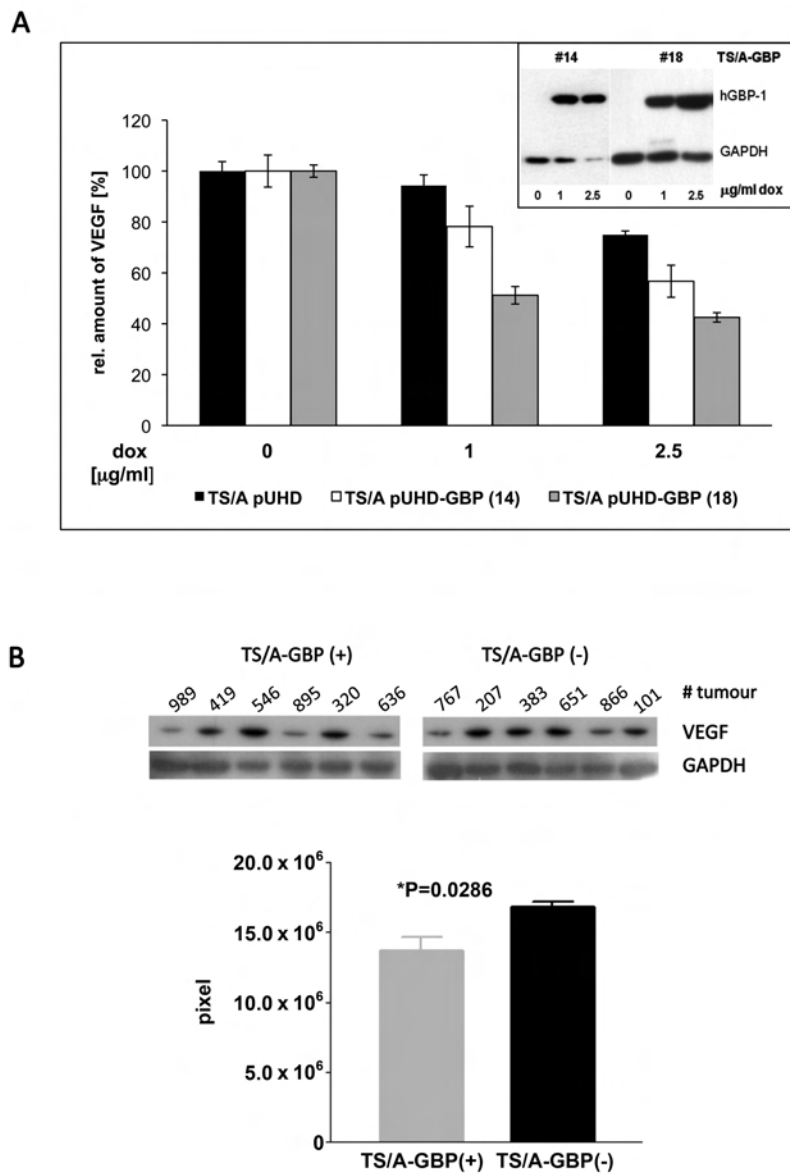 A
#14 #18 TS/A-GBP
hGBP-1
GAPDH
0 1 2.5 0 1 2.5 µg/ml dox
rel. amount of VEGF [%]
120
100
80
60
40
20
0
dox [µg/ml]
0 1 2.5
TS/A pUHD TS/A pUHD-GBP (14) TS/A pUHD-GBP (18)
B
TS/A-GBP (+) TS/A-GBP (-)
989 419 546 895 320 636 767 207 383 651 866 101 # tumour
VEGF
GAPDH
20.0 x 10⁶
15.0 x 10⁶
10.0 x 10⁶
5.0 x 10⁶
0
pixel
*P=0.0286
TS/A-GBP(+) TS/A-GBP(-)